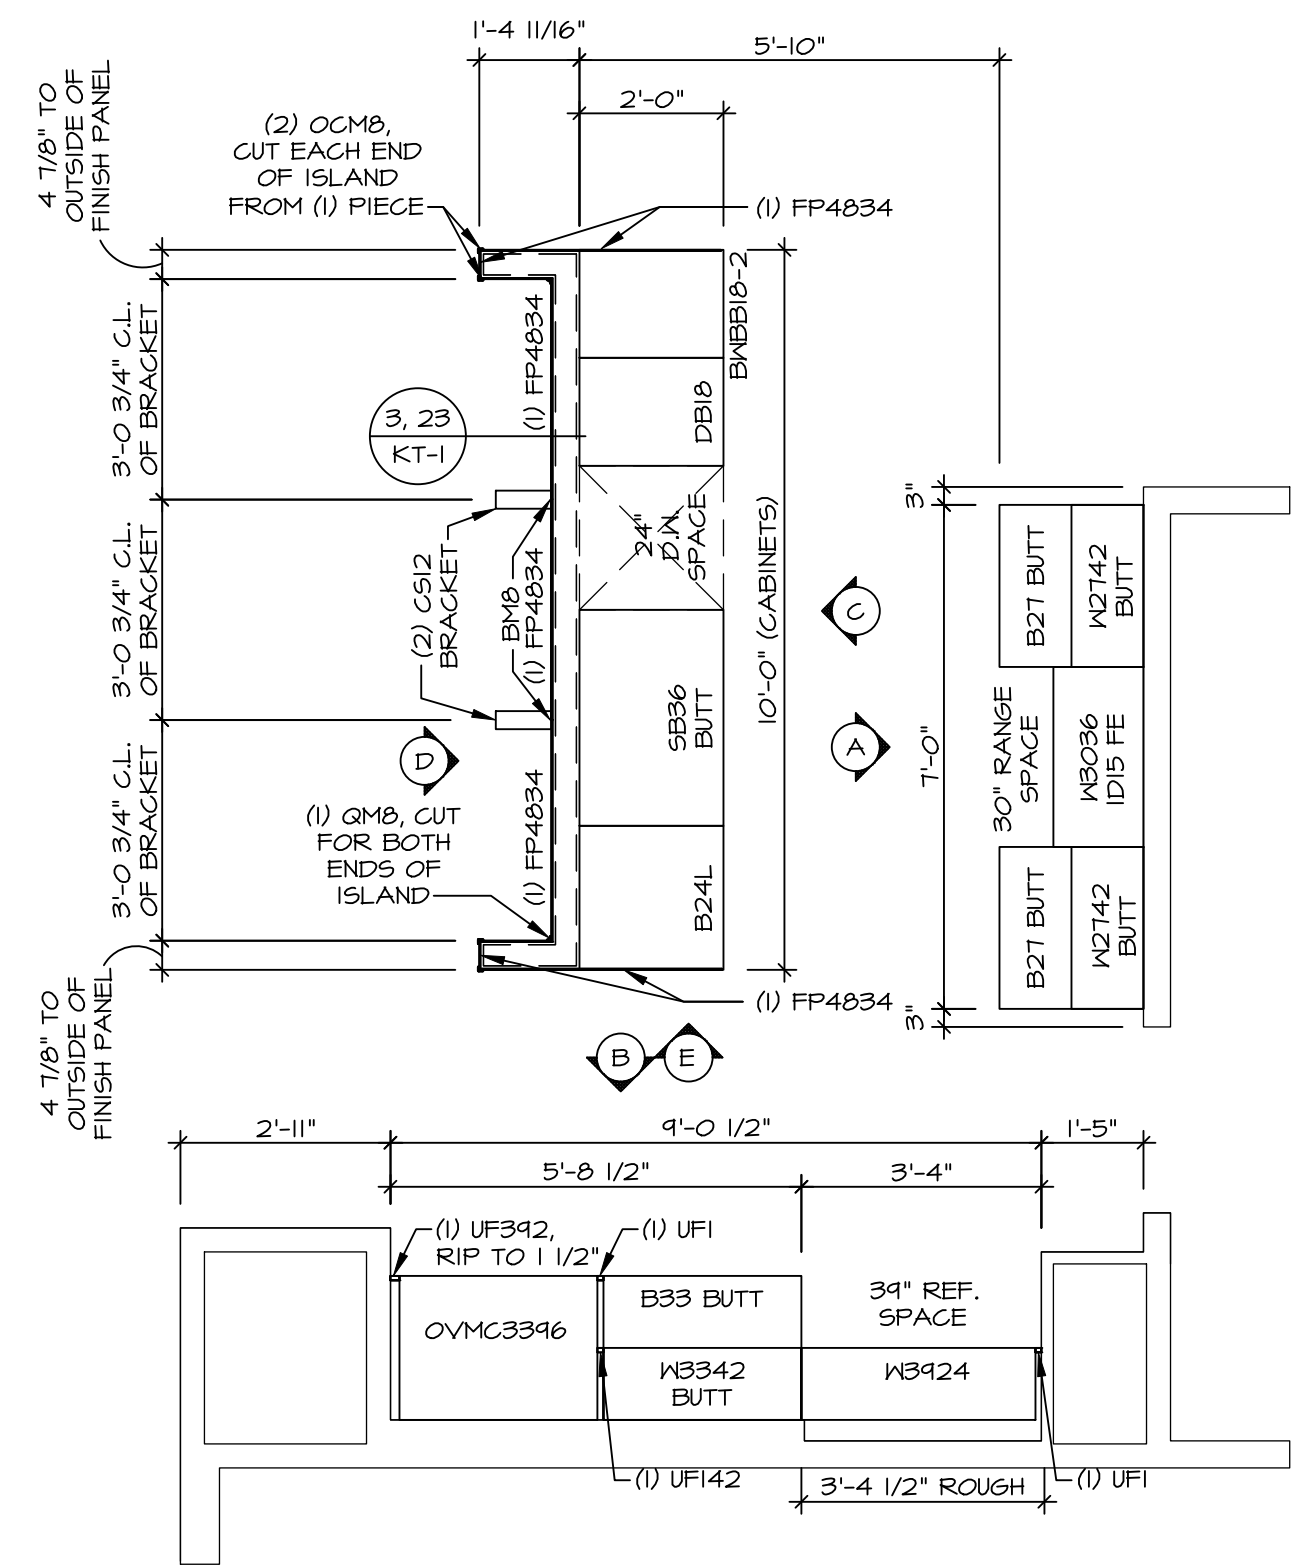 1'-4 11/16"
5'-10"
2'-0"
4 7/8" TO
OUTSIDE OF
FINISH PANEL
(2) OCM8,
CUT EACH END
OF ISLAND
FROM (1) PIECE
(1) FP4834
BWBB18-2
3'-0 3/4" C.L.
OF BRACKET
(1) FP4834
DB18
3, 23
KT-1
3"
24"
D.W.
SPACE
3'-0 3/4" C.L.
OF BRACKET
(2) CS12
BRACKET
BM8
(1) FP4834
10'-0" (CABINETS)
B27 BUTT
W2742
BUTT
C
SB36
BUTT
A
7'-0"
30" RANGE
SPACE
W3036
1D15 FE
D
3'-0 3/4" C.L.
OF BRACKET
(1) QM8, CUT
FOR BOTH
ENDS OF
ISLAND
(1) FP4834
B24L
B27 BUTT
W2742
BUTT
4 7/8" TO
OUTSIDE OF
FINISH PANEL
(1) FP4834
3"
B
E
2'-11"
9'-0 1/2"
1'-5"
5'-8 1/2"
3'-4"
(1) UF392,
RIP TO 1 1/2"
(1) UF1
B33 BUTT
39" REF.
SPACE
OVMC3396
W3342
BUTT
W3924
(1) UF142
3'-4 1/2" ROUGH
(1) UF1